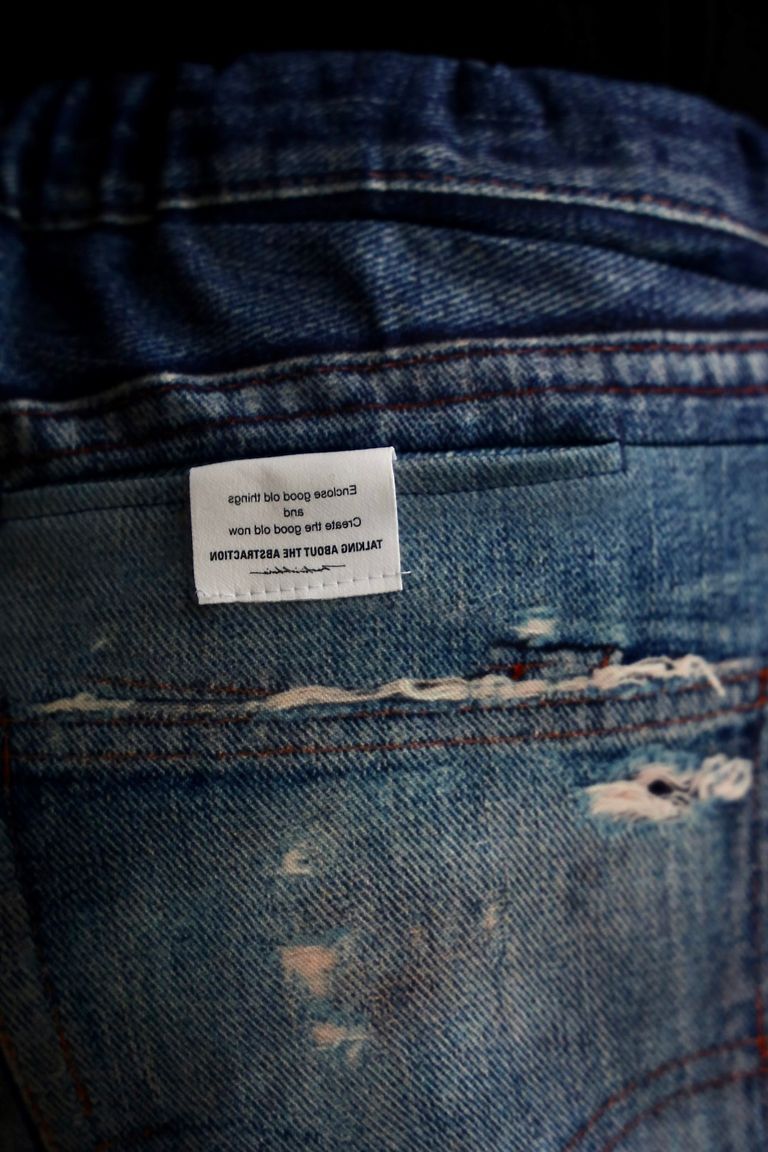 Enclose good old things
and
Create the good old now
TALKING ABOUT THE ABSTRACTION